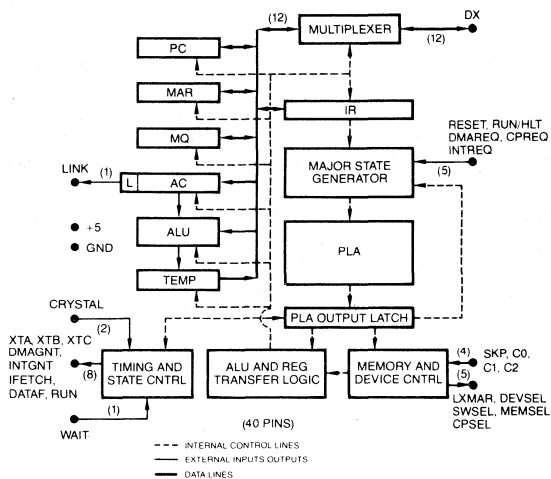 (12)
MULTIPLEXER
DX
(12)
PC
MAR
IR
MQ
RESET, RUN/HLT
DMAREQ, CPREQ
INTREQ
(5)
LINK
(1)
L
AC
MAJOR STATE
GENERATOR
+5
GND
ALU
PLA
TEMP
CRYSTAL
(2)
PLA OUTPUT LATCH
XTA, XTB, XTC
DMAGNT,
INTGNT
IFETCH,
DATAF, RUN
(8)
TIMING AND
STATE CNTRL
ALU AND REG
TRANSFER LOGIC
MEMORY AND
DEVICE CNTRL
(4)
SKP, C0,
C1, C2
(5)
LXMAR, DEVSEL
SWSEL, MEMSEL
CPSEL
(1)
WAIT
(40 PINS)
INTERNAL CONTROL LINES
EXTERNAL INPUTS OUTPUTS
DATA LINES